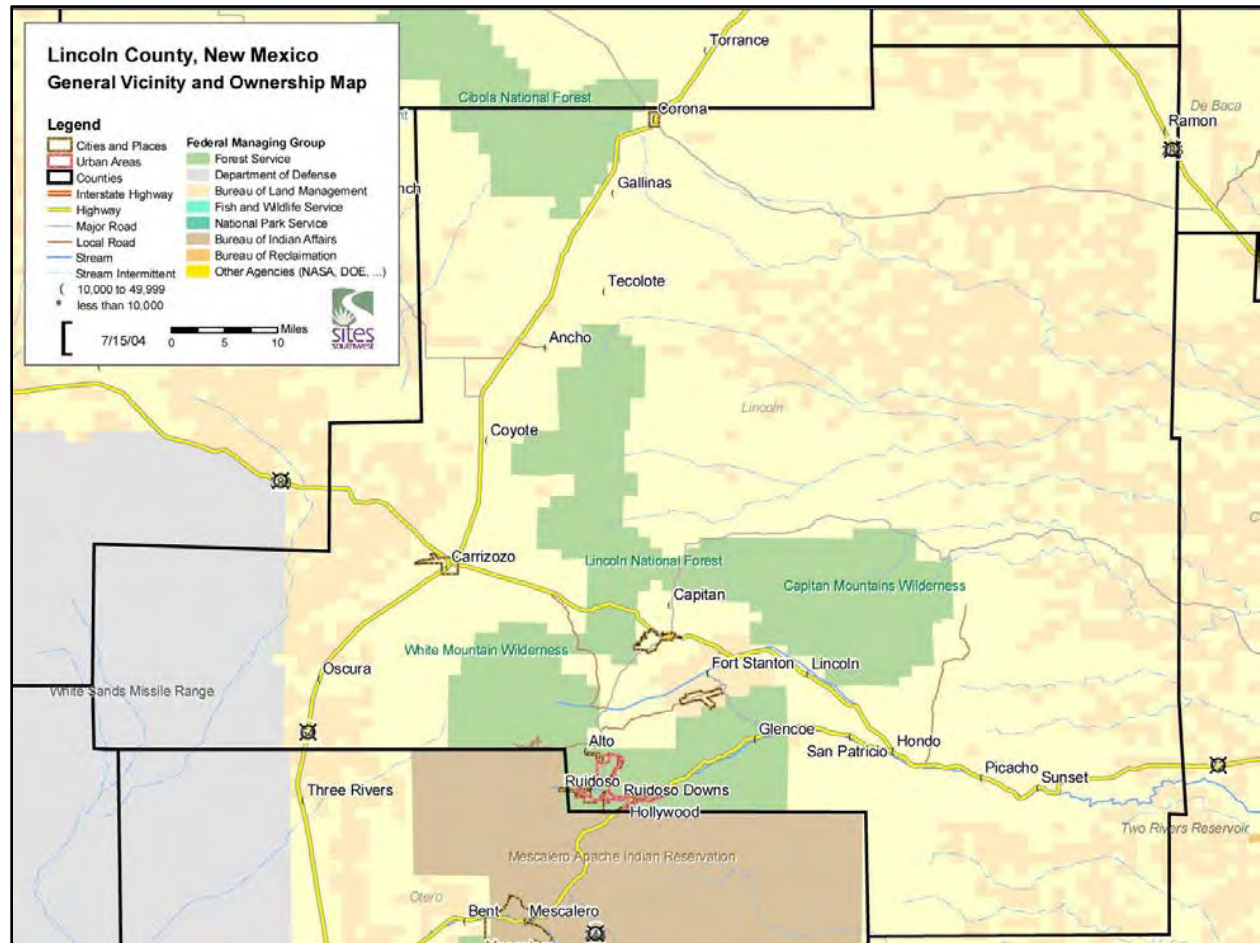 Lincoln County, New Mexico
General Vicinity and Ownership Map
Legend
Cities and Places
Urban Areas
Counties
Interstate Highway
Highway
Major Road
Local Road
Stream
Stream Intermittent
10,000 to 49,999
less than 10,000
Federal Managing Group
Forest Service
Department of Defense
Bureau of Land Management
Fish and Wildlife Service
National Park Service
Bureau of Indian Affairs
Bureau of Reclamation
Other Agencies (NASA, DOE, ...)
7/15/04
0 5 10
Miles
sites
southwest
Torrance
Cibola National Forest
Corona
De Baca
Ramon
nch
Gallinas
Tecolote
Ancho
Lincoln
Coyote
Carrizozo
Lincoln National Forest
Capitan Mountains Wilderness
Capitan
White Mountain Wilderness
Fort Stanton
Lincoln
Oscura
White Sands Missile Range
Glencoe
Alto
San Patricio
Hondo
Picacho
Sunset
Ruidoso
Ruidoso Downs
Three Rivers
Hollywood
Two Rivers Reservoir
Mescalero Apache Indian Reservation
Otero
Bent
Mescalero